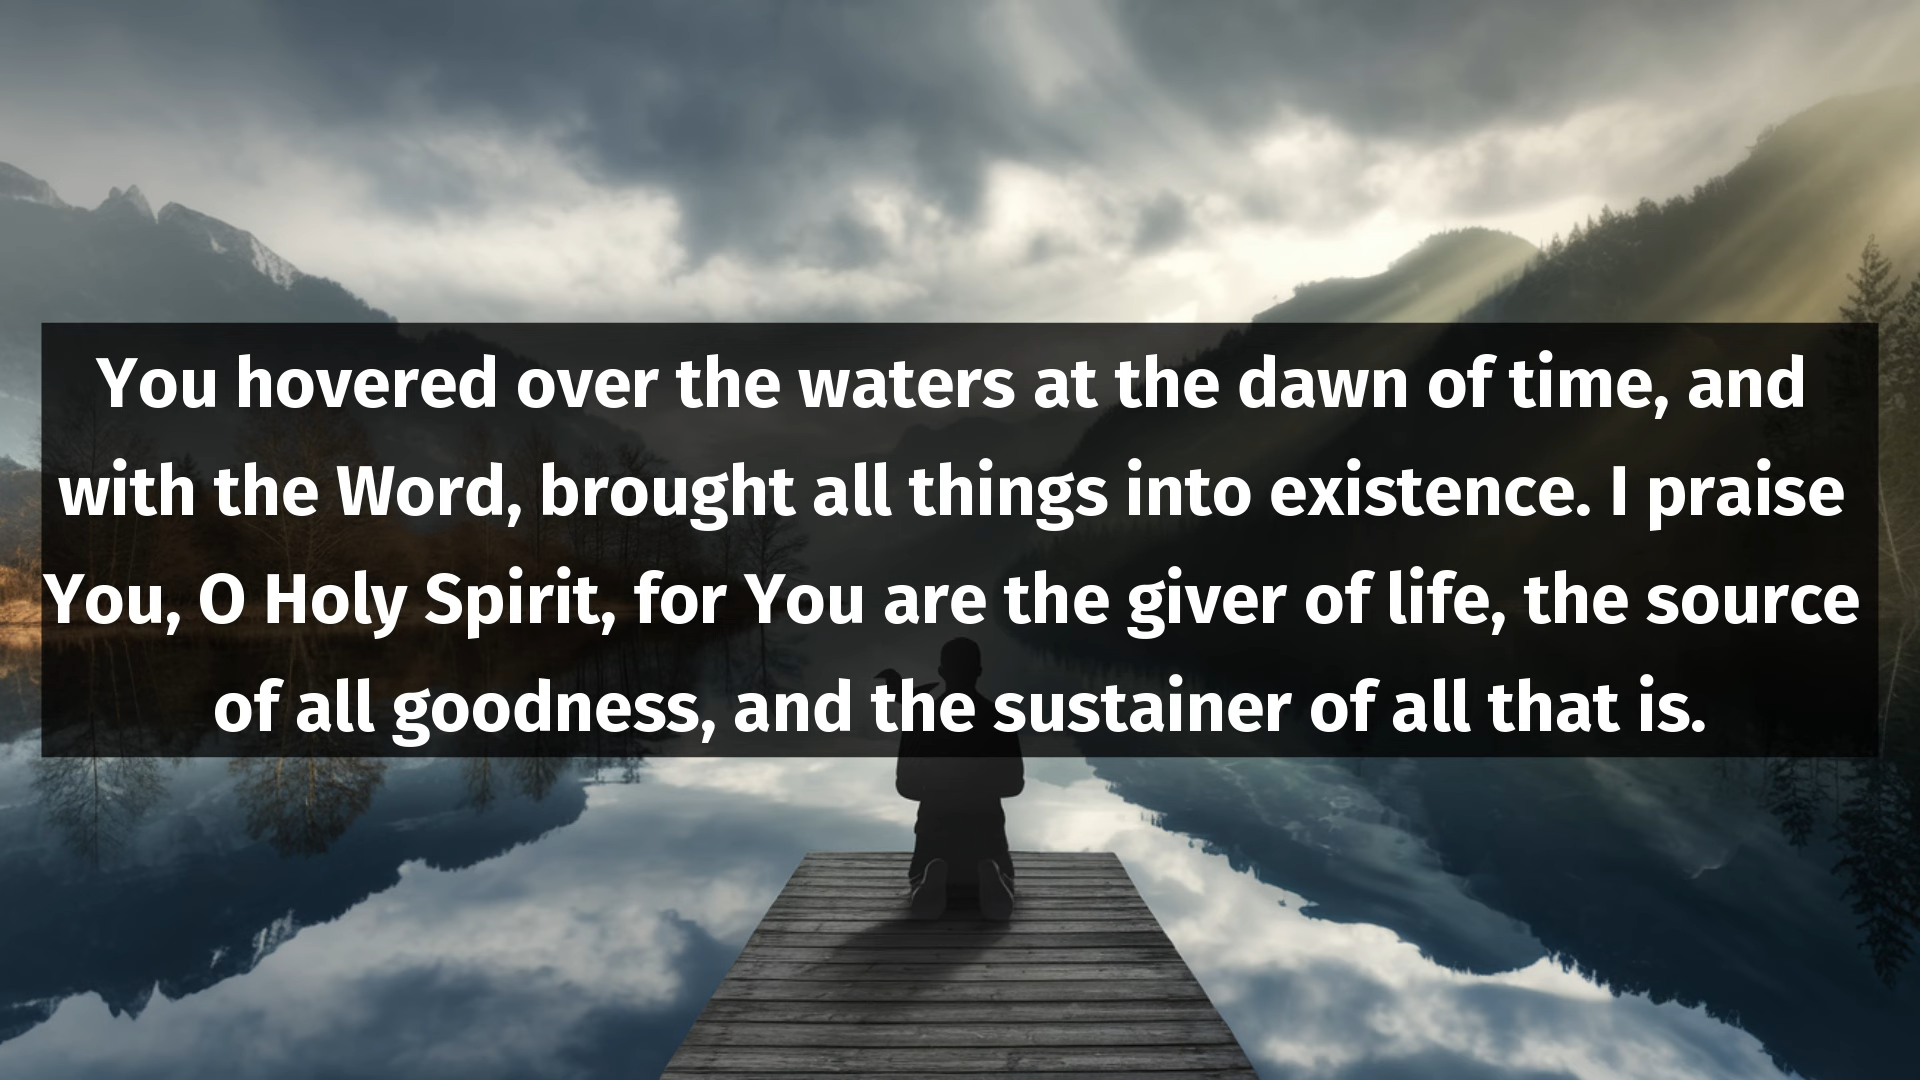 You hovered over the waters at the dawn of time, and
with the Word, brought all things into existence. I praise
You, O Holy Spirit, for You are the giver of life, the source
of all goodness, and the sustainer of all that is.